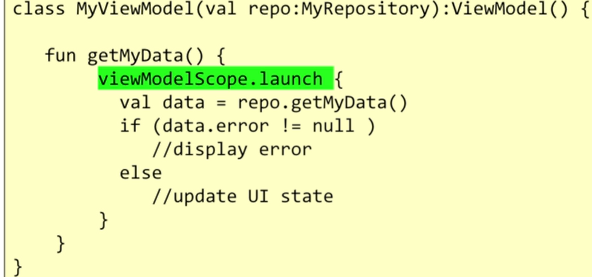 class MyViewModel(val repo:MyRepository):ViewModel() {
fun getMyData() {
viewModelScope.launch {
val data = repo.getMyData()
if (data.error != null )
//display error
else
//update UI state
}
}
}